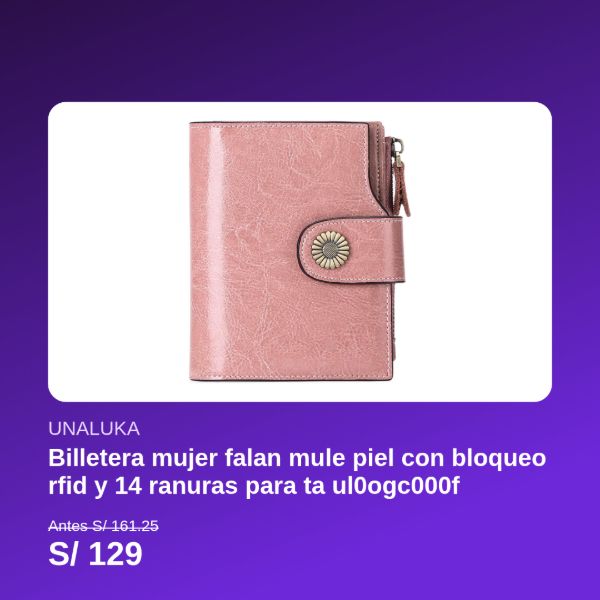 UNALUKA
Billetera mujer falan mule piel con bloqueo
rfid y 14 ranuras para ta ul0ogc000f
Antes S/ 161.25
S/ 129